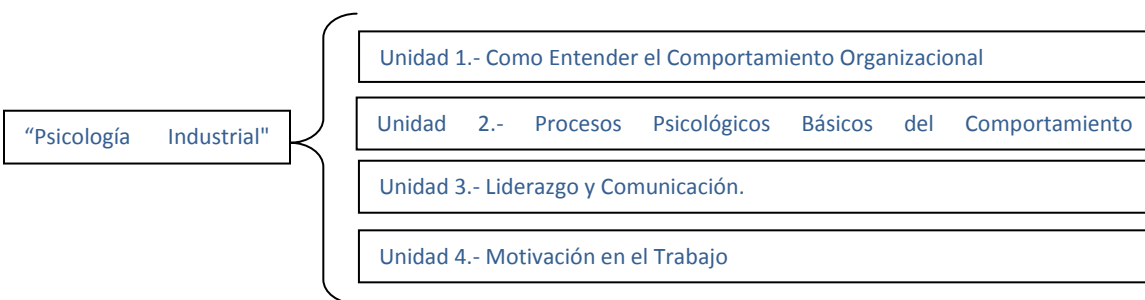 “Psicología Industrial"
Unidad 1.- Como Entender el Comportamiento Organizacional
Unidad 2.- Procesos Psicológicos Básicos del Comportamiento
Unidad 3.- Liderazgo y Comunicación.
Unidad 4.- Motivación en el Trabajo